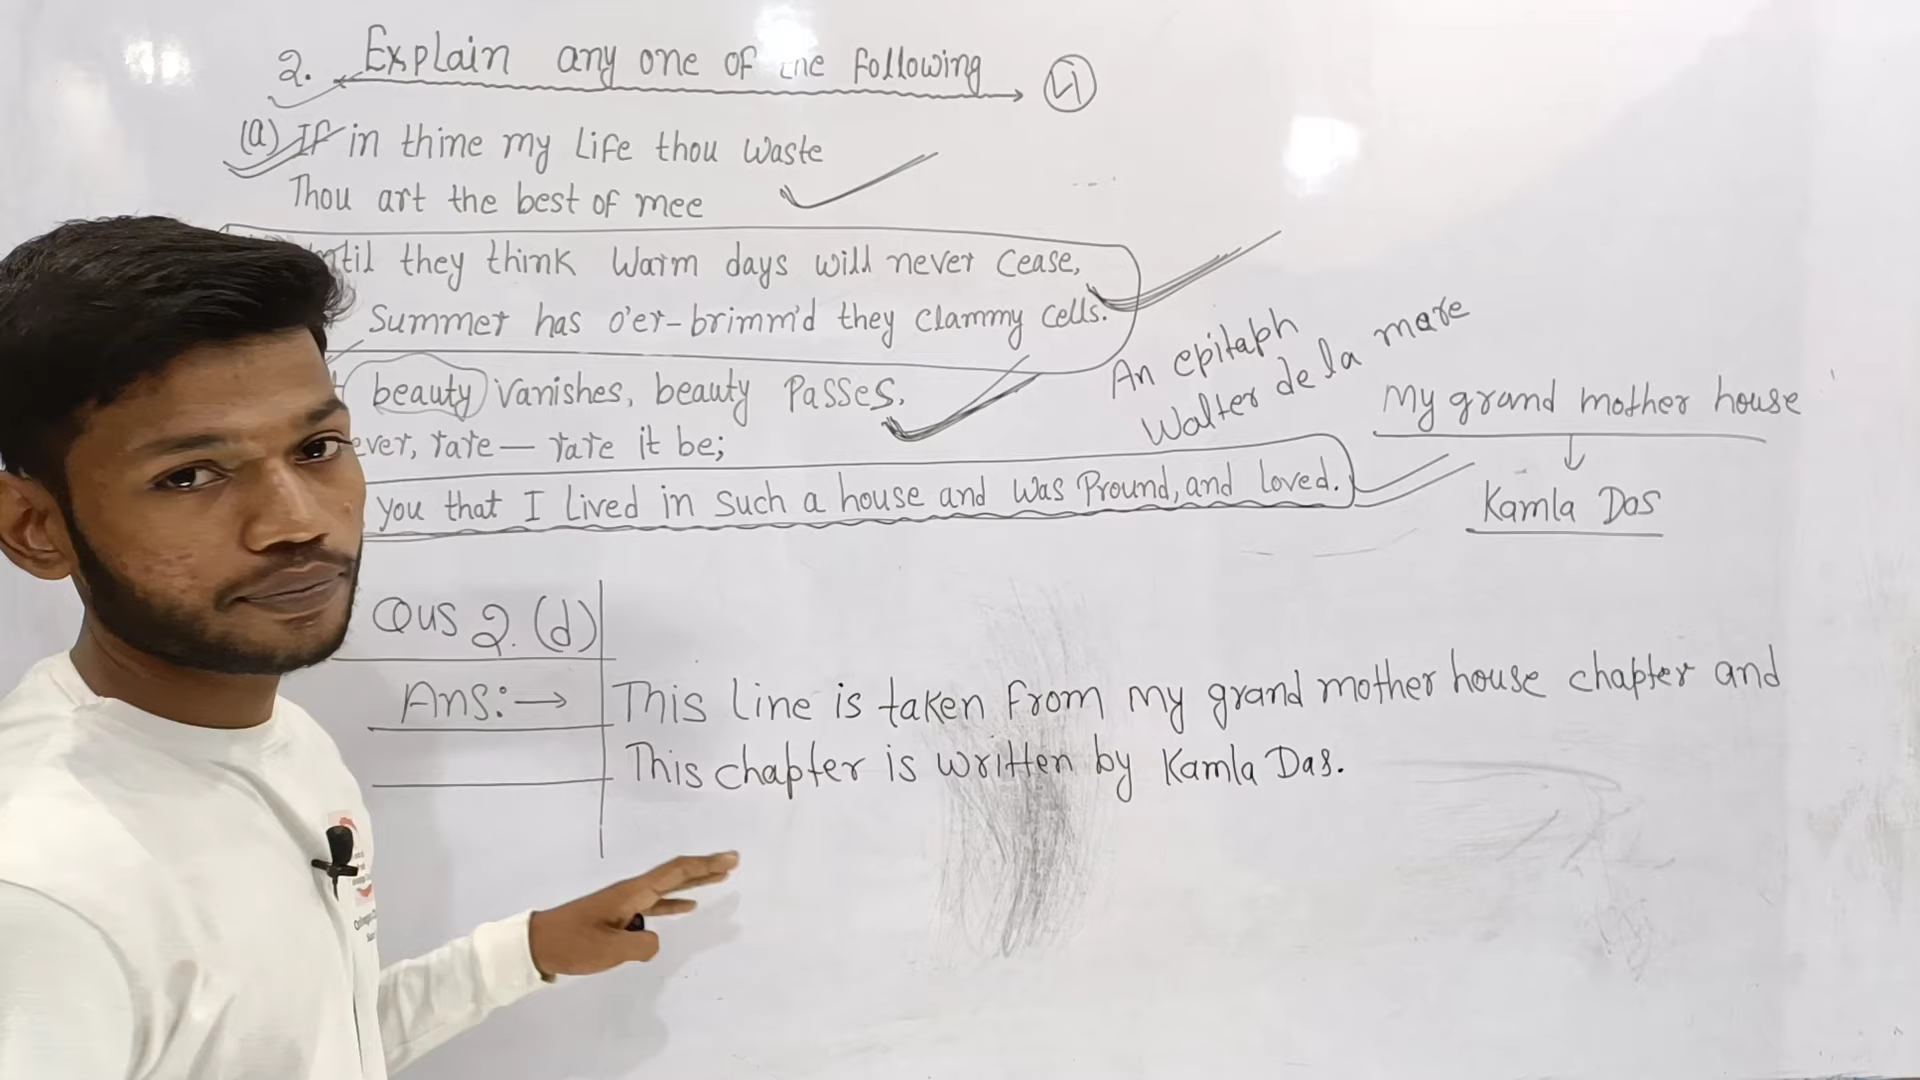 2. Explain any one of the following 4
(a) If in thine my Life thou waste
Thou art the best of mee
ntil they think Warm days will never cease,
Summer has o'er-brimm'd they clammy cells.
beauty vanishes, beauty Passes.
ever, rare — rare it be;
you that I Lived in such a house and was Pround, and loved.
An epitaph
Walter de la mare
My grand mother house
Kamla Das
Qus 2. (d)
Ans:→ This Line is taken from my grand mother house chapter and
This chapter is written by Kamla Das.